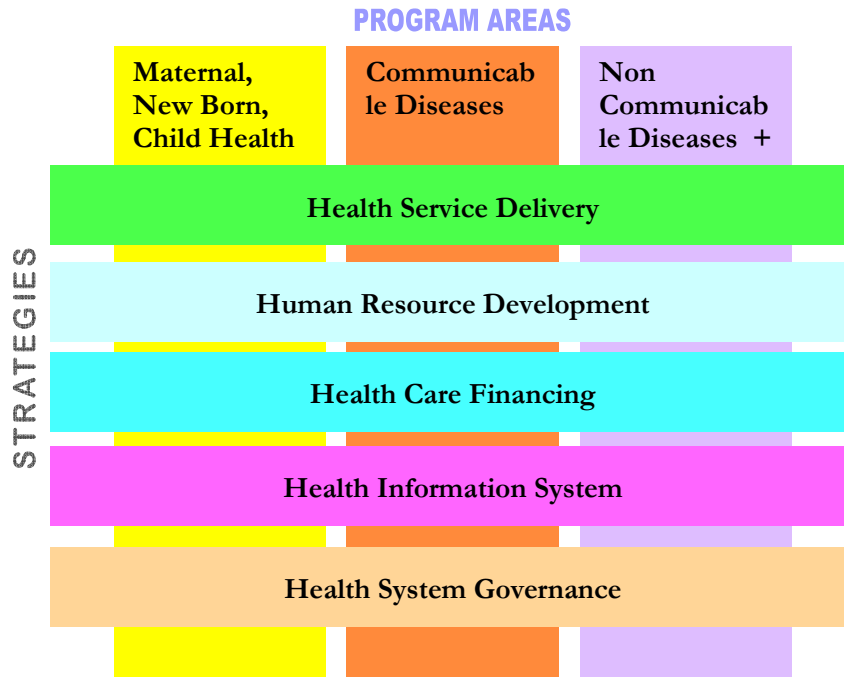 PROGRAM AREAS
Maternal,
New Born,
Child Health
Communicab
le Diseases
Non
Communicab
le Diseases +
STRATEGIES
Health Service Delivery
Human Resource Development
Health Care Financing
Health Information System
Health System Governance